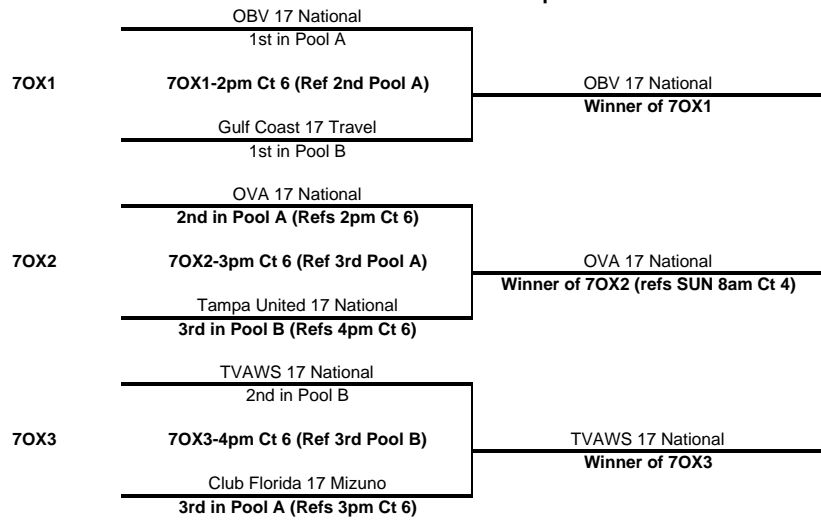 OBV 17 National
1st in Pool A
7OX1
7OX1-2pm Ct 6 (Ref 2nd Pool A)
OBV 17 National
Winner of 7OX1
Gulf Coast 17 Travel
1st in Pool B
OVA 17 National
2nd in Pool A (Refs 2pm Ct 6)
7OX2
7OX2-3pm Ct 6 (Ref 3rd Pool A)
OVA 17 National
Winner of 7OX2 (refs SUN 8am Ct 4)
Tampa United 17 National
3rd in Pool B (Refs 4pm Ct 6)
TVAWS 17 National
2nd in Pool B
7OX3
7OX3-4pm Ct 6 (Ref 3rd Pool B)
TVAWS 17 National
Winner of 7OX3
Club Florida 17 Mizuno
3rd in Pool A (Refs 3pm Ct 6)